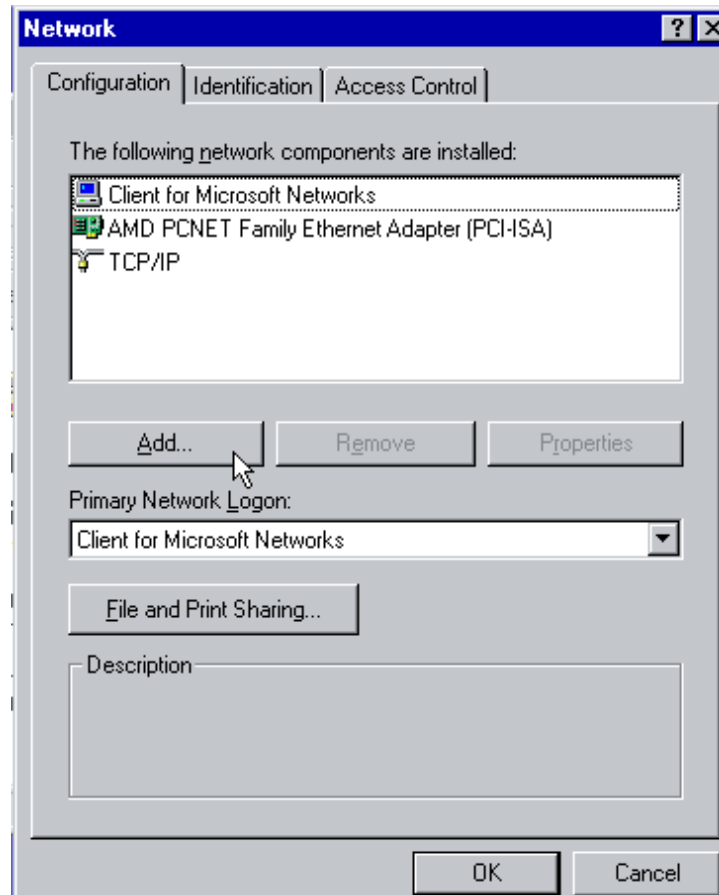 Network
Configuration Identification Access Control
The following network components are installed:
Client for Microsoft Networks
AMD PCNET Family Ethernet Adapter (PCI-ISA)
TCP/IP
Add... Remove Properties
Primary Network Logon:
Client for Microsoft Networks
File and Print Sharing...
Description
OK Cancel